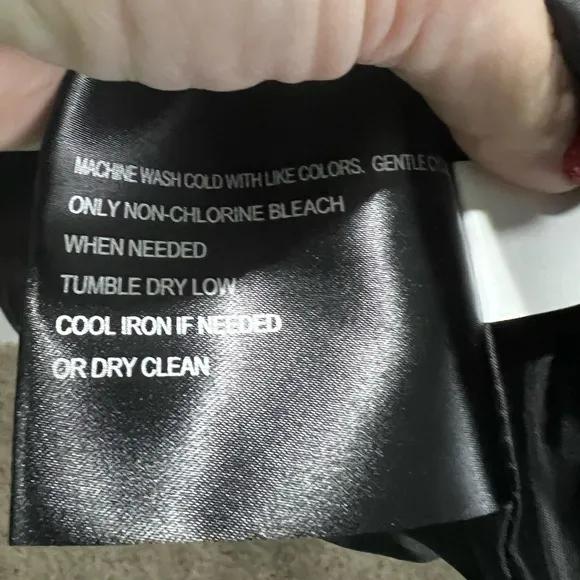 MACHINE WASH COLD WITH LIKE COLORS. GENTLE
ONLY NON-CHLORINE BLEACH
WHEN NEEDED
TUMBLE DRY LOW
COOL IRON IF NEEDED
OR DRY CLEAN